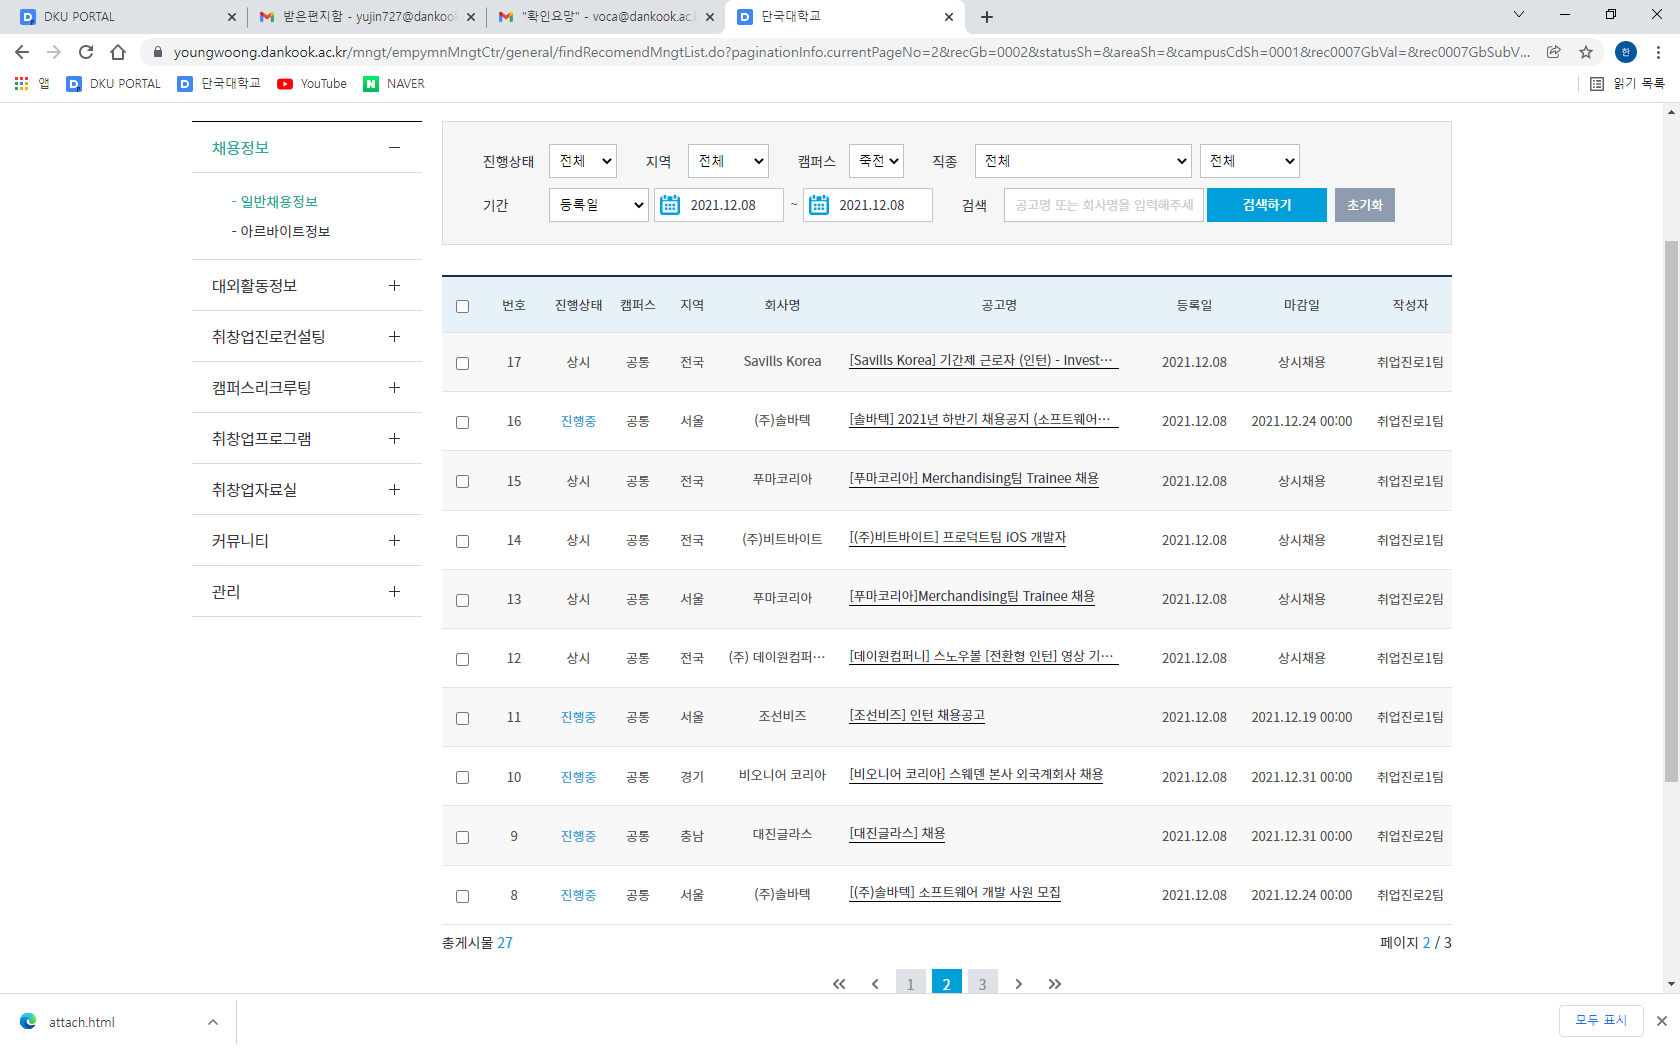 DKU PORTAL
받은편지함 - yujin727@dankook
"확인요망" - voca@dankook.ac.k
단국대학교
youngwoong.dankook.ac.kr/mngt/empymnMngtCtr/general/findRecomendMngtList.do?paginationInfo.currentPageNo=2&recGb=0002&statusSh=&areaSh=&campusCdSh=0001&rec0007GbVal=&rec0007GbSubV...
한
앱 DKU PORTAL 단국대학교 YouTube NAVER 읽기 목록
채용정보
- 일반채용정보
- 아르바이트정보
대외활동정보
취창업진로컨설팅
캠퍼스리크루팅
취창업프로그램
취창업자료실
커뮤니티
관리
진행상태 전체 지역 전체 캠퍼스 죽전 직종 전체 전체
기간 등록일 2021.12.08 ~ 2021.12.08 검색 공고명 또는 회사명을 입력해주세 검색하기 초기화
번호 진행상태 캠퍼스 지역 회사명 공고명 등록일 마감일 작성자
17 상시 공통 전국 Savills Korea [Savills Korea] 기간제 근로자 (인턴) - Invest··· 2021.12.08 상시채용 취업진로1팀
16 진행중 공통 서울 (주)솔바텍 [솔바텍] 2021년 하반기 채용공지 (소프트웨어··· 2021.12.08 2021.12.24 00:00 취업진로1팀
15 상시 공통 전국 푸마코리아 [푸마코리아] Merchandising팀 Trainee 채용 2021.12.08 상시채용 취업진로1팀
14 상시 공통 전국 (주)비트바이트 [(주)비트바이트] 프로덕트팀 iOS 개발자 2021.12.08 상시채용 취업진로1팀
13 상시 공통 서울 푸마코리아 [푸마코리아]Merchandising팀 Trainee 채용 2021.12.08 상시채용 취업진로2팀
12 상시 공통 전국 (주) 데이원컴퍼··· [데이원컴퍼니] 스노우볼 [전환형 인턴] 영상 기··· 2021.12.08 상시채용 취업진로1팀
11 진행중 공통 서울 조선비즈 [조선비즈] 인턴 채용공고 2021.12.08 2021.12.19 00:00 취업진로1팀
10 진행중 공통 경기 비오니어 코리아 [비오니어 코리아] 스웨덴 본사 외국계회사 채용 2021.12.08 2021.12.31 00:00 취업진로1팀
9 진행중 공통 충남 대진글라스 [대진글라스] 채용 2021.12.08 2021.12.31 00:00 취업진로2팀
8 진행중 공통 서울 (주)솔바텍 [(주)솔바텍] 소프트웨어 개발 사원 모집 2021.12.08 2021.12.24 00:00 취업진로2팀
총게시물 27 페이지 2 / 3
1 2 3
attach.html 모두 표시